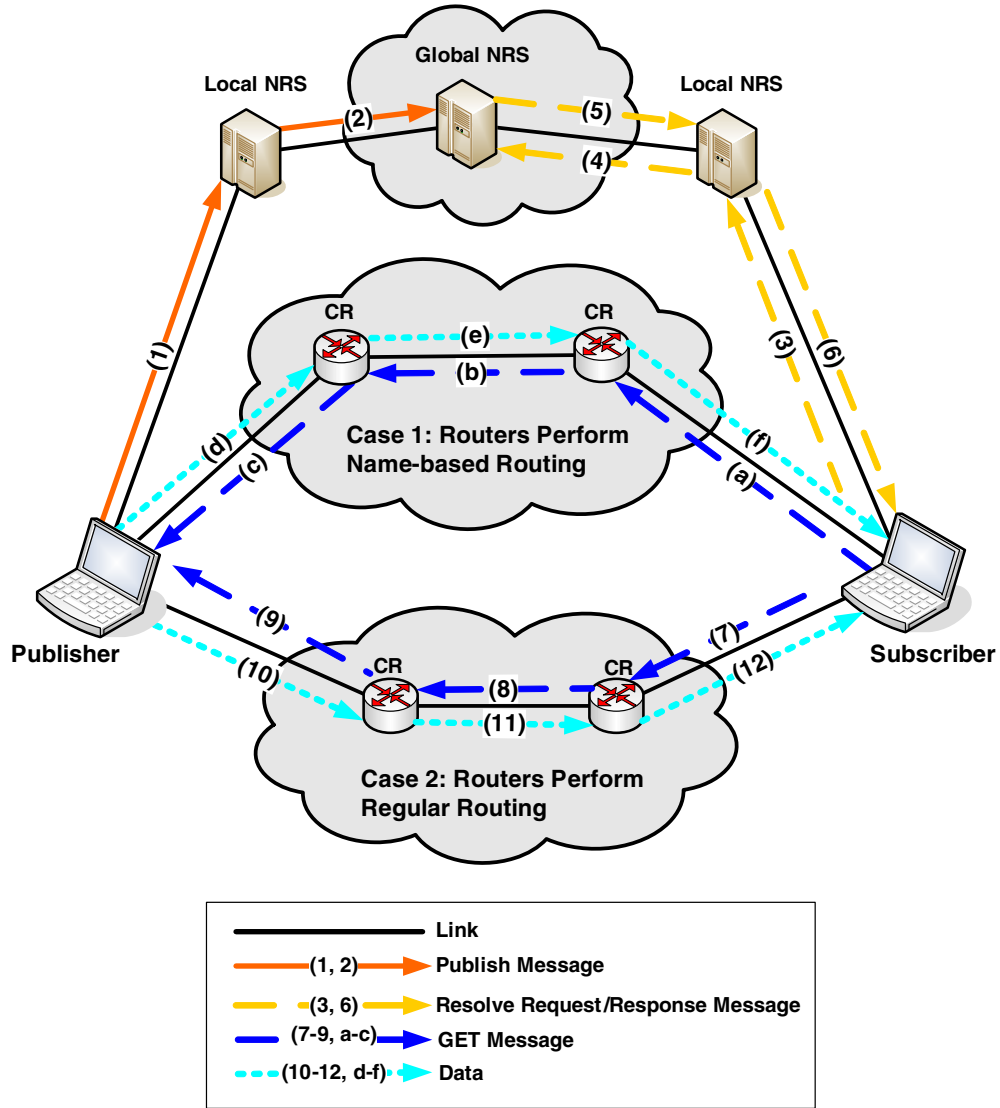 Global NRS
Local NRS
Local NRS
(2)
(5)
(4)
(1)
(3)
(6)
CR
CR
(e)
(b)
(d)
(c)
(f)
(a)
Case 1: Routers Perform
Name-based Routing
Publisher
Subscriber
(9)
(10)
CR
CR
(8)
(11)
(7)
(12)
Case 2: Routers Perform
Regular Routing
Link
(1, 2) Publish Message
(3, 6) Resolve Request/Response Message
(7-9, a-c) GET Message
(10-12, d-f) Data